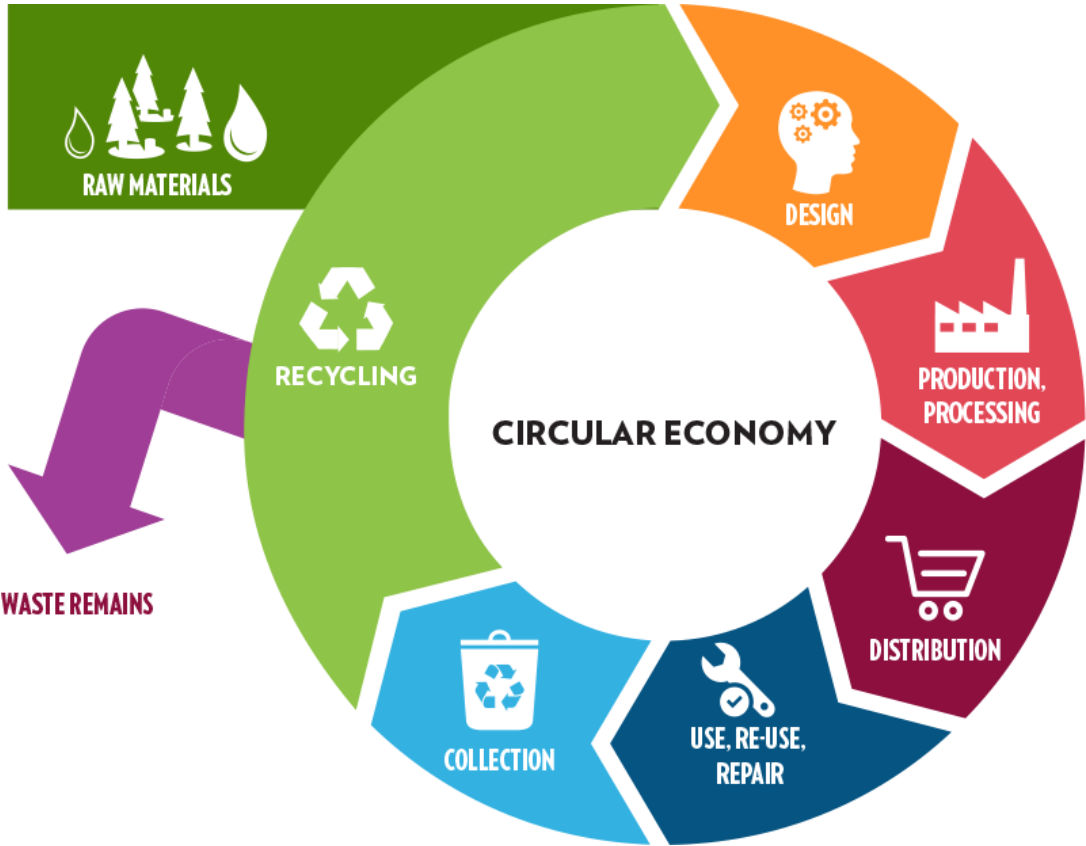 RAW MATERIALS
DESIGN
RECYCLING
PRODUCTION,
PROCESSING
CIRCULAR ECONOMY
WASTE REMAINS
DISTRIBUTION
USE, RE-USE,
REPAIR
COLLECTION